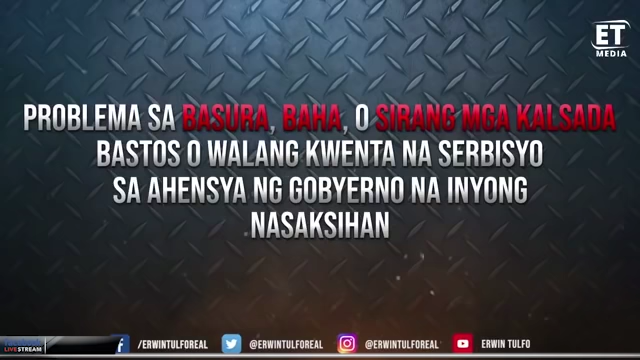 ET
MEDIA
PROBLEMA SA BASURA, BAHA, O SIRANG MGA KALSADA
BASTOS O WALANG KWENTA NA SERBISYO
SA AHENSYA NG GOBYERNO NA INYONG
NASAKSIHAN
LIVESTREAM
/ERWINTULFOREAL
@ERWINTULFOREAL
@ERWINTULFOREAL
ERWIN TULFO